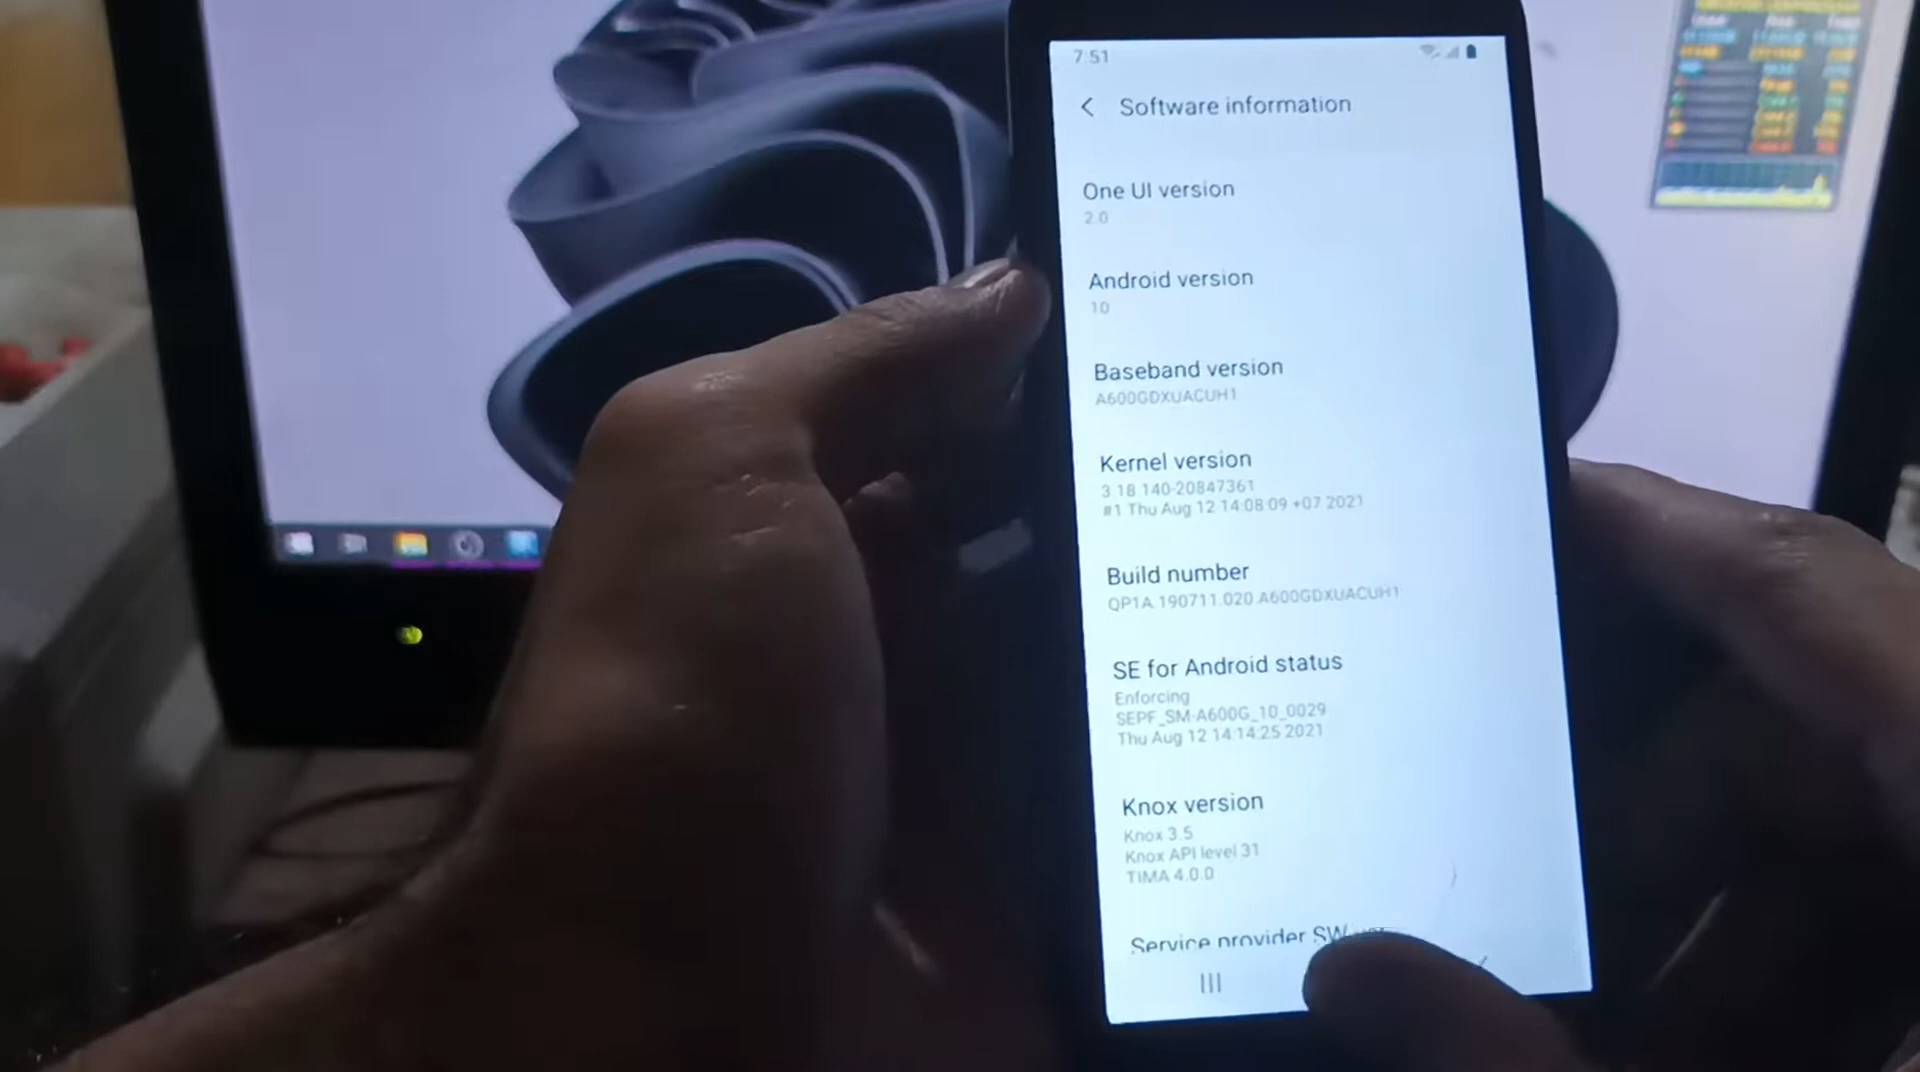 7:51
Software information
One UI version
2.0
Android version
10
Baseband version
A600GDXUACUH1
Kernel version
3.18.140-20847361
#1 Thu Aug 12 14:08:09 +07 2021
Build number
QP1A.190711.020.A600GDXUACUH1
SE for Android status
Enforcing
SEPF_SM-A600G_10_0029
Thu Aug 12 14:14:25 2021
Knox version
Knox 3.5
Knox API level 31
TIMA 4.0.0
Service provider SW